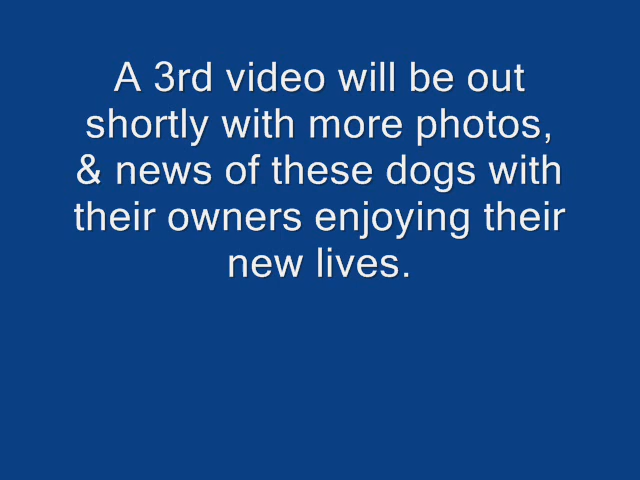 A 3rd video will be out
shortly with more photos,
& news of these dogs with
their owners enjoying their
new lives.